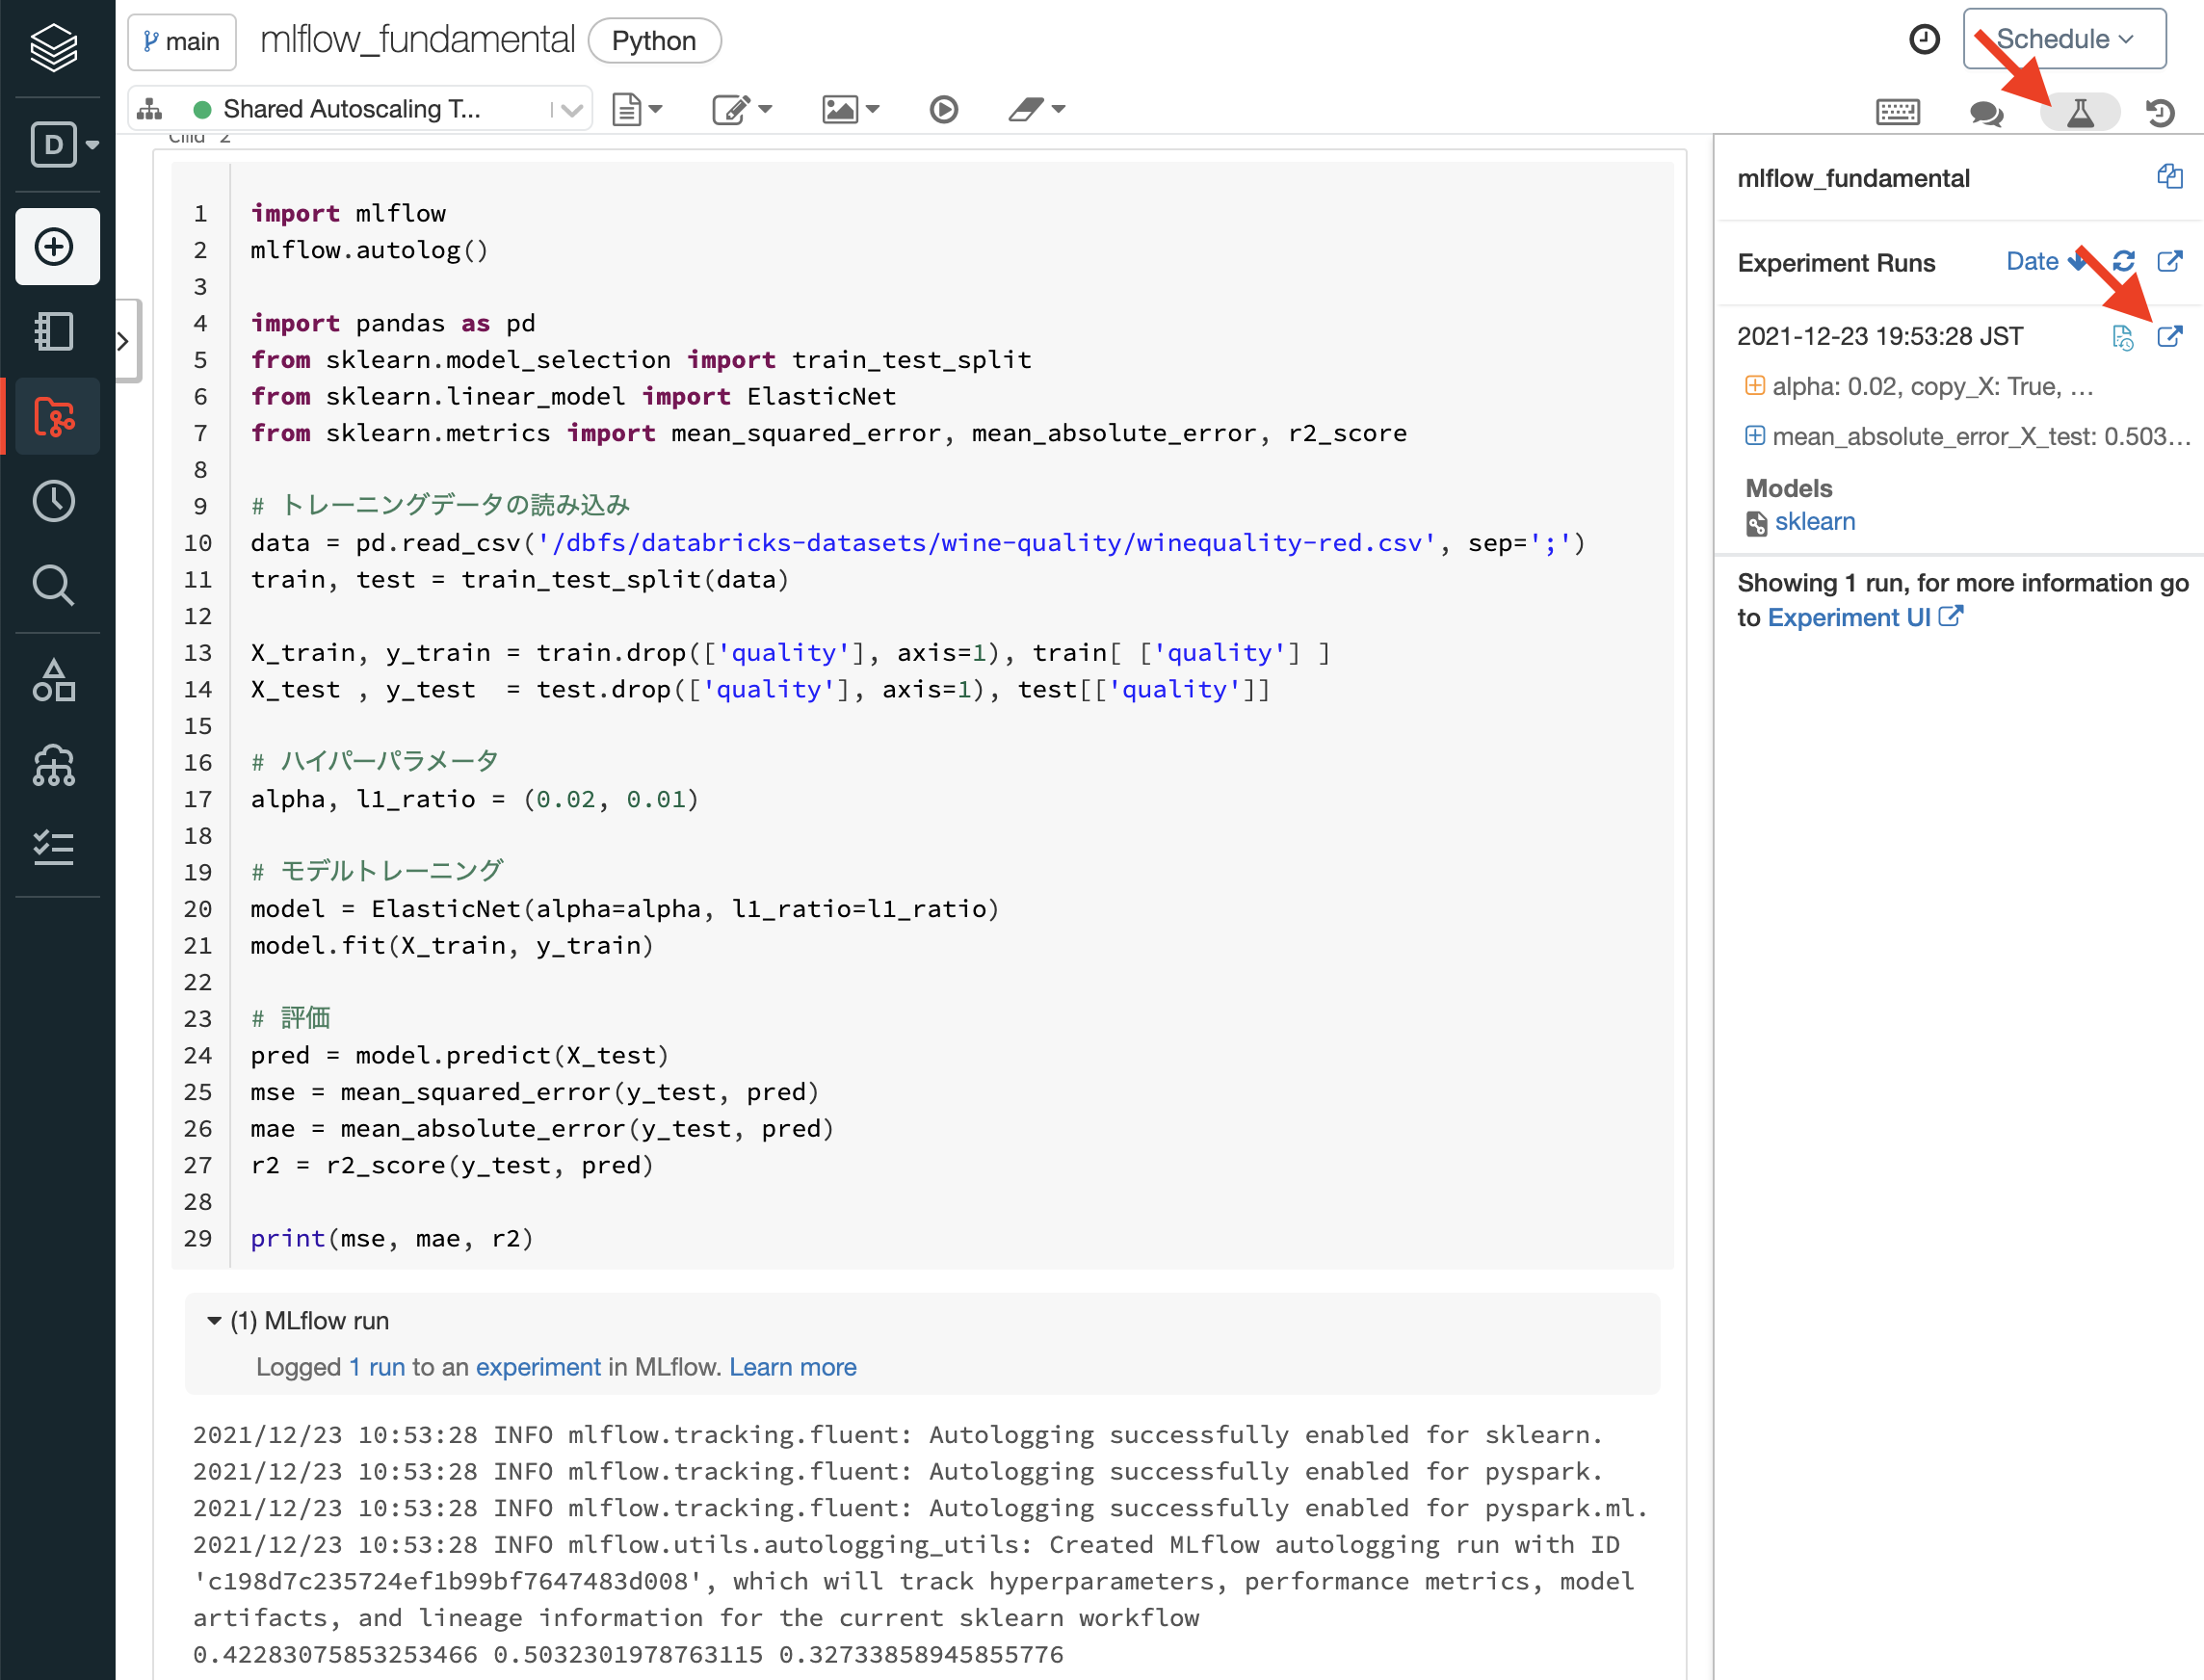 main mlflow_fundamental Python Schedule
D Shared Autoscaling T...
Cmd 2
1 import mlflow
2 mlflow.autolog()
3
4 import pandas as pd
5 from sklearn.model_selection import train_test_split
6 from sklearn.linear_model import ElasticNet
7 from sklearn.metrics import mean_squared_error, mean_absolute_error, r2_score
8
9 # トレーニングデータの読み込み
10 data = pd.read_csv('/dbfs/databricks-datasets/wine-quality/winequality-red.csv', sep=';')
11 train, test = train_test_split(data)
12
13 X_train, y_train = train.drop(['quality'], axis=1), train[ ['quality'] ]
14 X_test , y_test  = test.drop(['quality'], axis=1), test[['quality']]
15
16 # ハイパーパラメータ
17 alpha, l1_ratio = (0.02, 0.01)
18
19 # モデルトレーニング
20 model = ElasticNet(alpha=alpha, l1_ratio=l1_ratio)
21 model.fit(X_train, y_train)
22
23 # 評価
24 pred = model.predict(X_test)
25 mse = mean_squared_error(y_test, pred)
26 mae = mean_absolute_error(y_test, pred)
27 r2 = r2_score(y_test, pred)
28
29 print(mse, mae, r2)
(1) MLflow run
Logged 1 run to an experiment in MLflow. Learn more
2021/12/23 10:53:28 INFO mlflow.tracking.fluent: Autologging successfully enabled for sklearn.
2021/12/23 10:53:28 INFO mlflow.tracking.fluent: Autologging successfully enabled for pyspark.
2021/12/23 10:53:28 INFO mlflow.tracking.fluent: Autologging successfully enabled for pyspark.ml.
2021/12/23 10:53:28 INFO mlflow.utils.autologging_utils: Created MLflow autologging run with ID
'c198d7c235724ef1b99bf7647483d008', which will track hyperparameters, performance metrics, model
artifacts, and lineage information for the current sklearn workflow
0.42283075853253466 0.5032301978763115 0.32733858945855776
mlflow_fundamental
Experiment Runs Date
2021-12-23 19:53:28 JST
alpha: 0.02, copy_X: True, ...
mean_absolute_error_X_test: 0.503...
Models
sklearn
Showing 1 run, for more information go
to Experiment UI